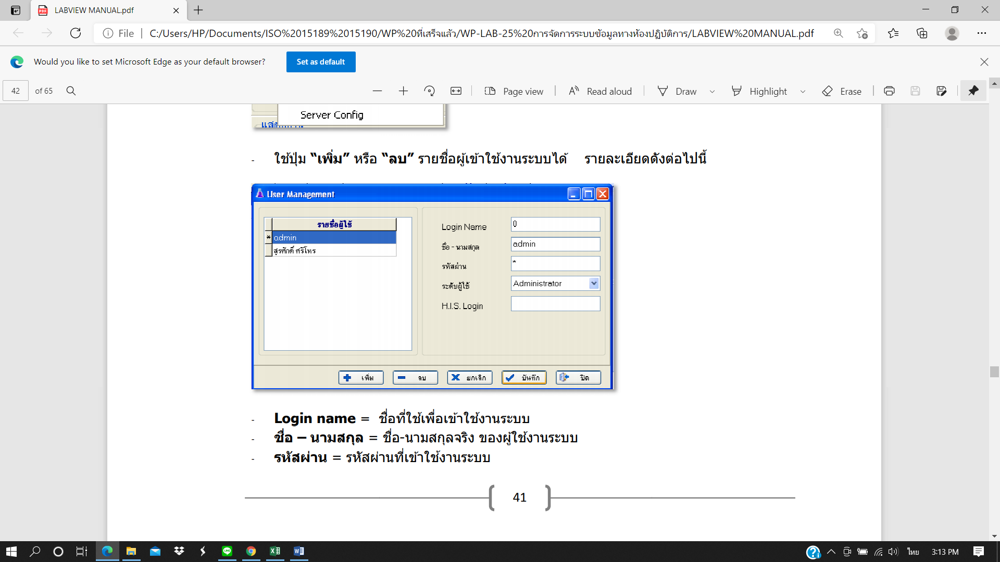 LABVIEW MANUAL.pdf
File
C:/Users/HP/Documents/ISO%2015189%2015190/WP%20ที่เสร็จแล้ว/WP-LAB-25%20การจัดการระบบข้อมูลทางห้องปฏิบัติการ/LABVIEW%20MANUAL.pdf
Would you like to set Microsoft Edge as your default browser?
Set as default
42 of 65
Page view
Read aloud
Draw
Highlight
Erase
Server Config
- ใช้ปุ่ม “เพิ่ม” หรือ “ลบ” รายชื่อผู้เข้าใช้งานระบบได้ รายละเอียดดังต่อไปนี้
User Management
รายชื่อผู้ใช้
* admin
สุรศักดิ์ ศรีโหร
Login Name 0
ชื่อ - นามสกุล admin
รหัสผ่าน *
ระดับผู้ใช้ Administrator
H.I.S. Login
เพิ่ม
ลบ
ยกเลิก
บันทึก
ปิด
- Login name = ชื่อที่ใช้เพื่อเข้าใช้งานระบบ
- ชื่อ – นามสกุล = ชื่อ-นามสกุลจริง ของผู้ใช้งานระบบ
- รหัสผ่าน = รหัสผ่านที่เข้าใช้งานระบบ
41
ไทย
3:13 PM